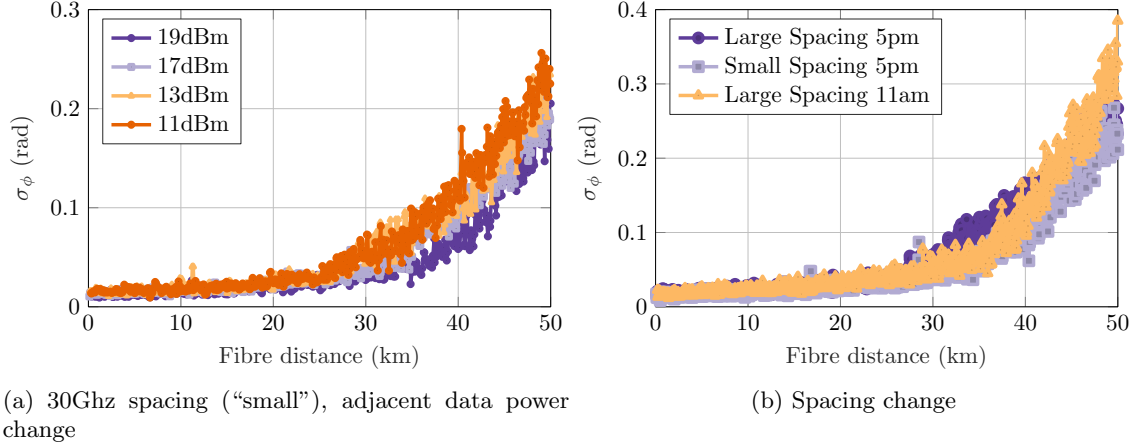 0.3
0.2
0.1
0
σϕ (rad)
19dBm
17dBm
13dBm
11dBm
0 10 20 30 40 50
Fibre distance (km)
(a) 30Ghz spacing (“small”), adjacent data power
change
0.4
0.3
0.2
0.1
0
σϕ (rad)
Large Spacing 5pm
Small Spacing 5pm
Large Spacing 11am
0 10 20 30 40 50
Fibre distance (km)
(b) Spacing change